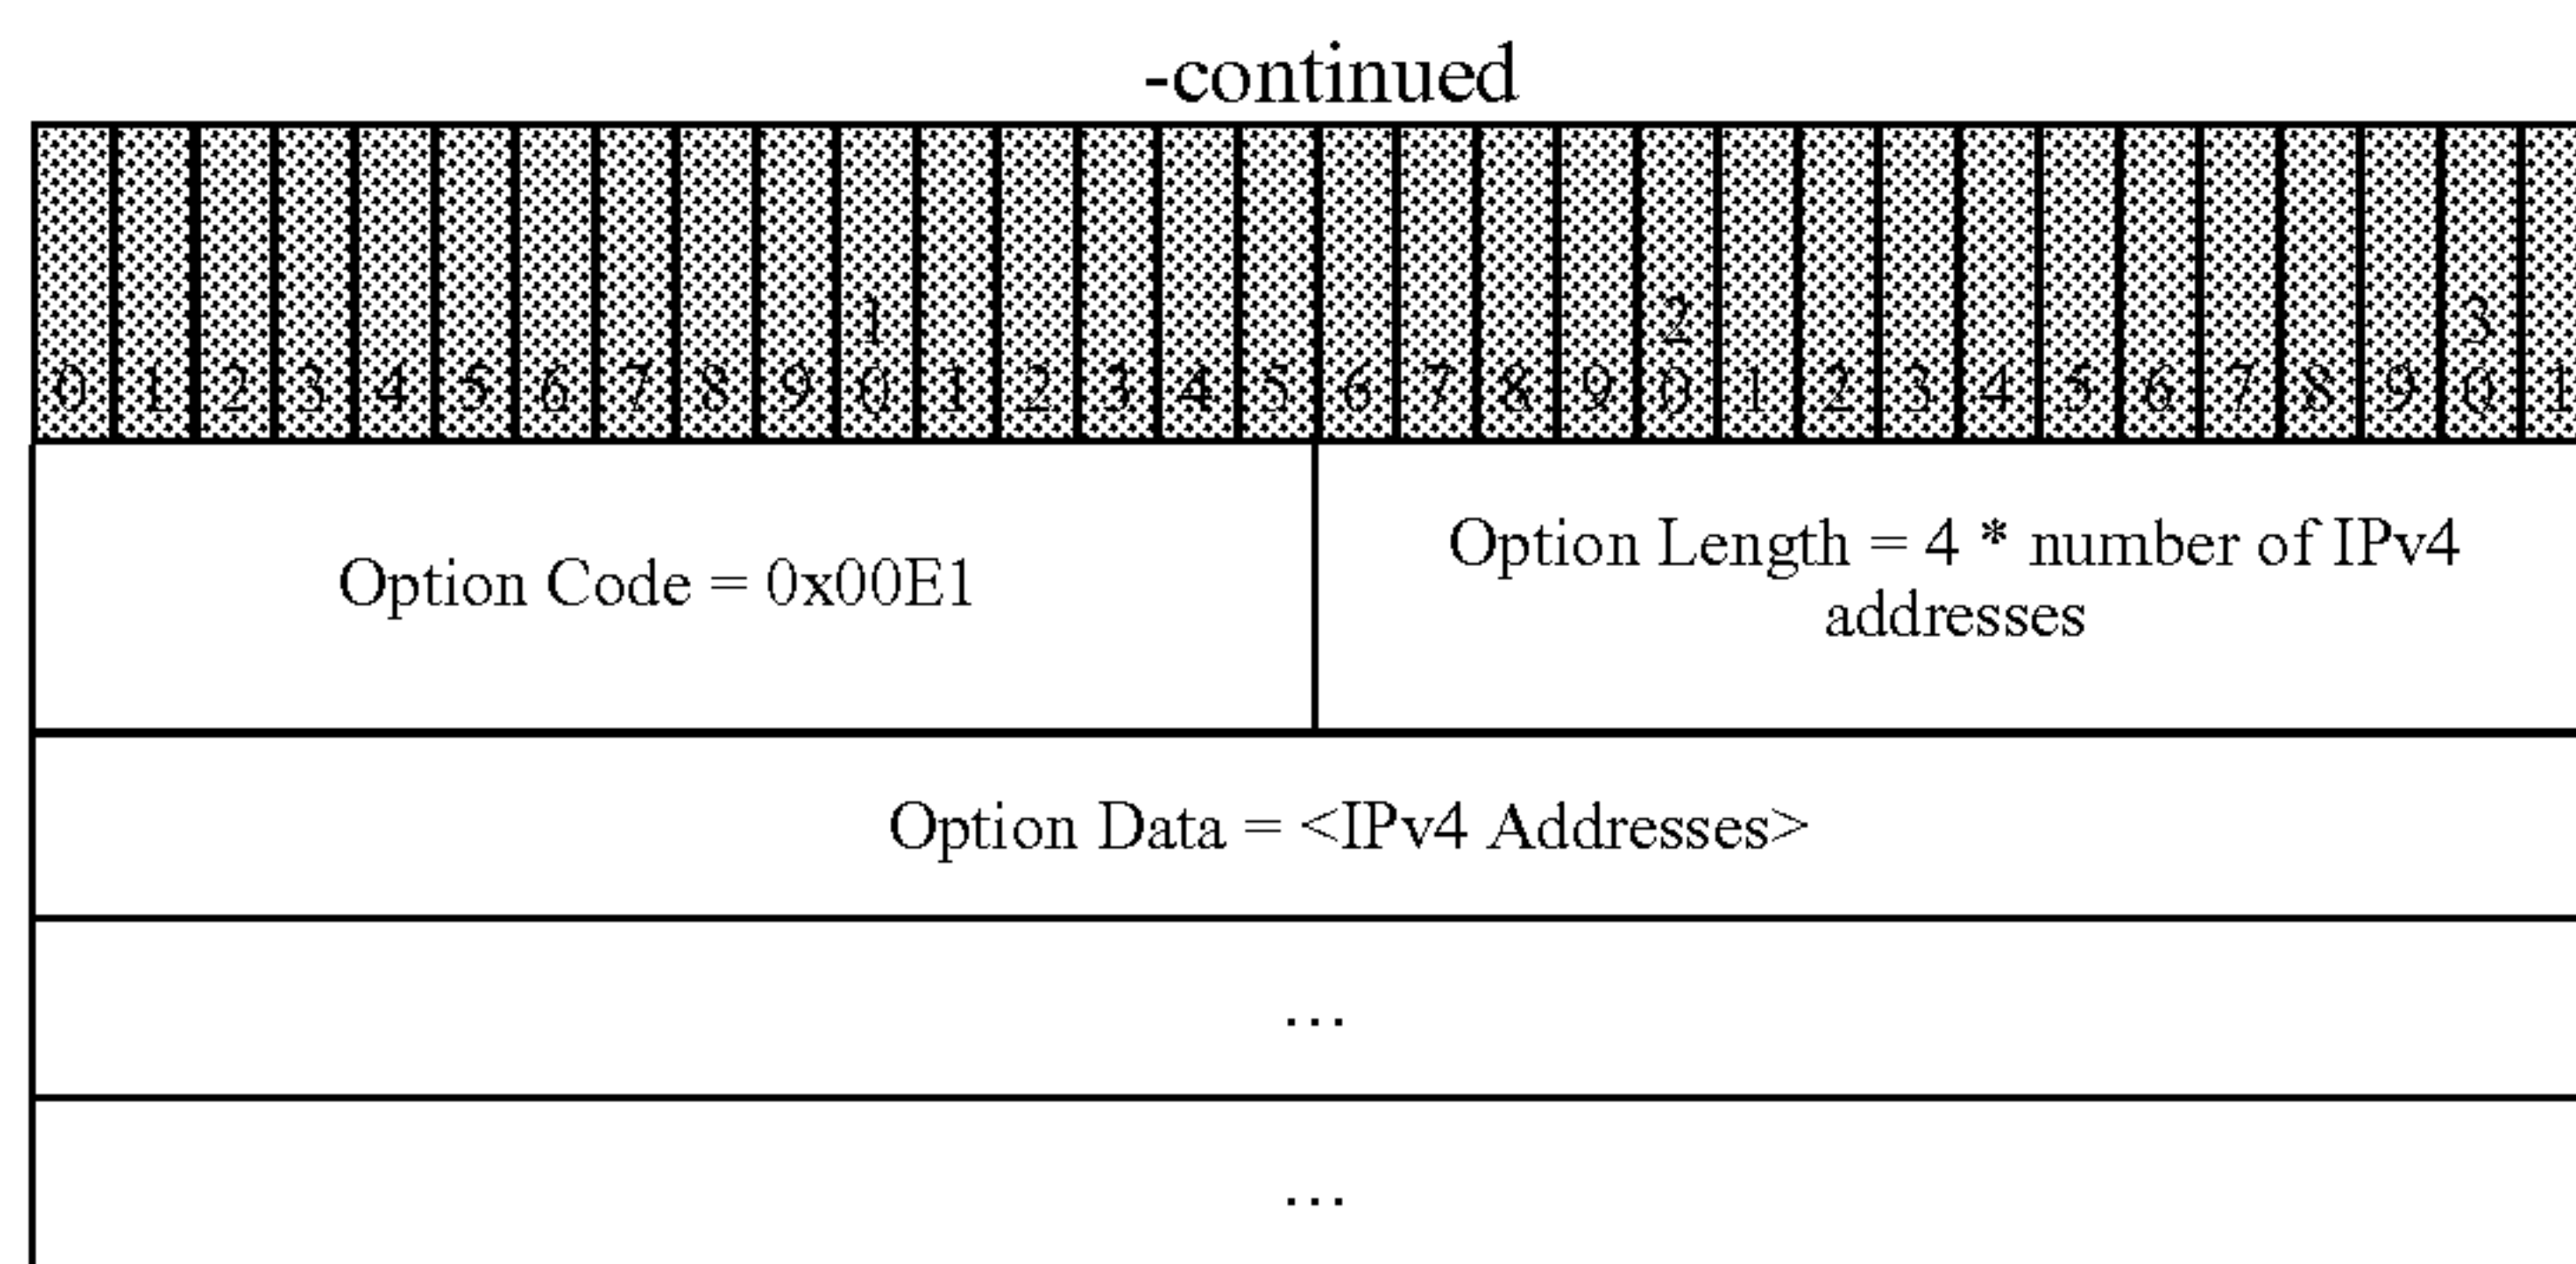 -continued
1 2 3
0 1 2 3 4 5 6 7 8 9 0 1 2 3 4 5 6 7 8 9 0 1 2 3 4 5 6 7 8 9 0 1
Option Code = 0x00E1
Option Length = 4 * number of IPv4
addresses
Option Data = <IPv4 Addresses>
...
...